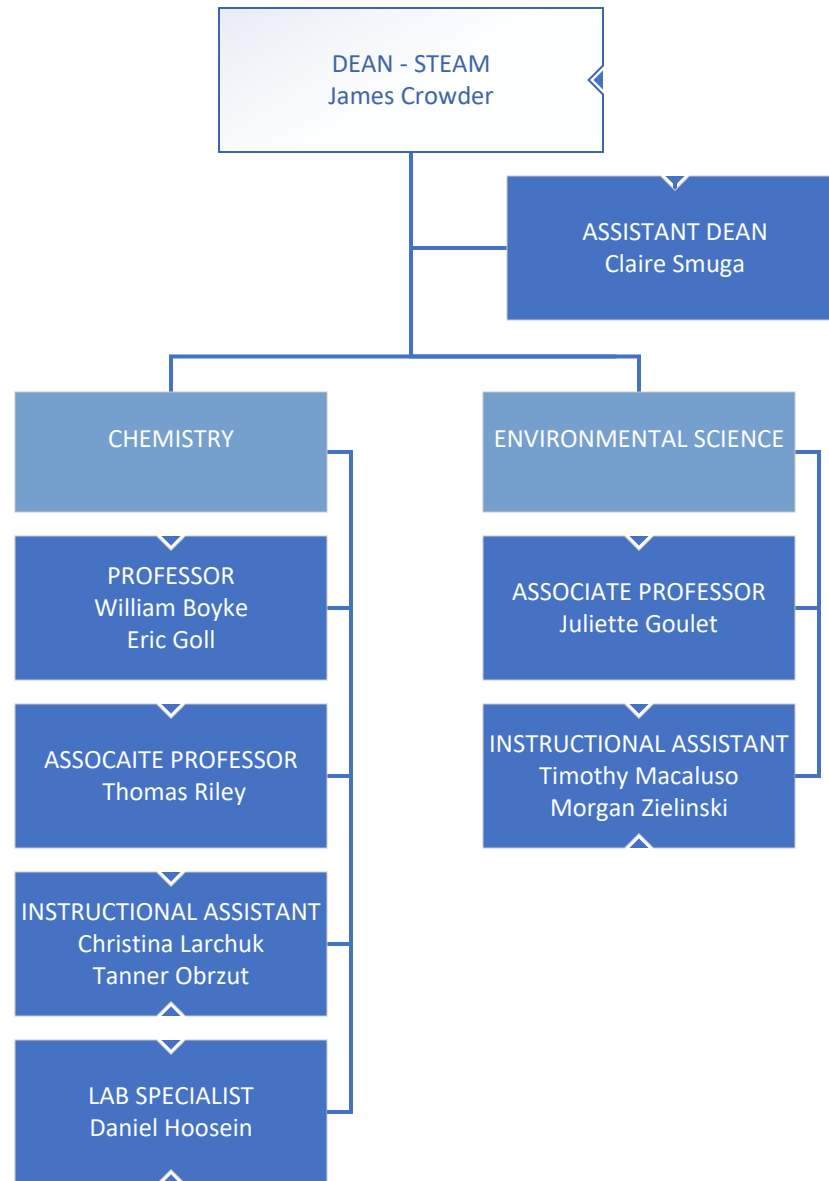 DEAN - STEAM
James Crowder
ASSISTANT DEAN
Claire Smuga
CHEMISTRY
PROFESSOR
William Boyke
Eric Goll
ASSOCAITE PROFESSOR
Thomas Riley
INSTRUCTIONAL ASSISTANT
Christina Larchuk
Tanner Obrzut
LAB SPECIALIST
Daniel Hoosein
ENVIRONMENTAL SCIENCE
ASSOCIATE PROFESSOR
Juliette Goulet
INSTRUCTIONAL ASSISTANT
Timothy Macaluso
Morgan Zielinski